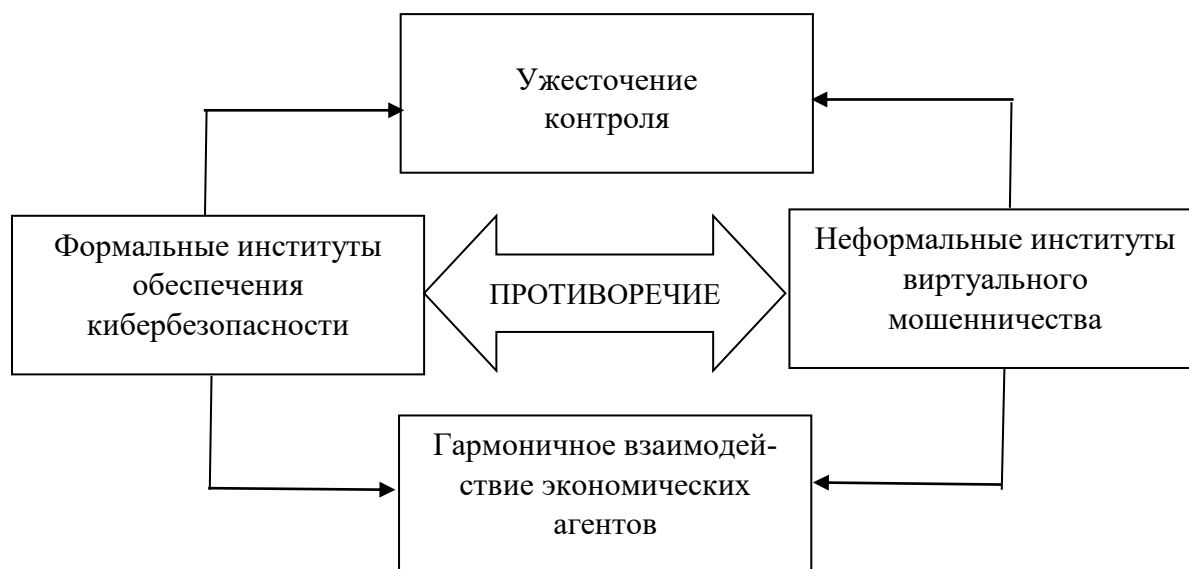 Ужесточение
контроля
Формальные институты
обеспечения
кибербезопасности
ПРОТИВОРЕЧИЕ
Неформальные институты
виртуального
мошенничества
Гармоничное взаимодей-
ствие экономических
агентов